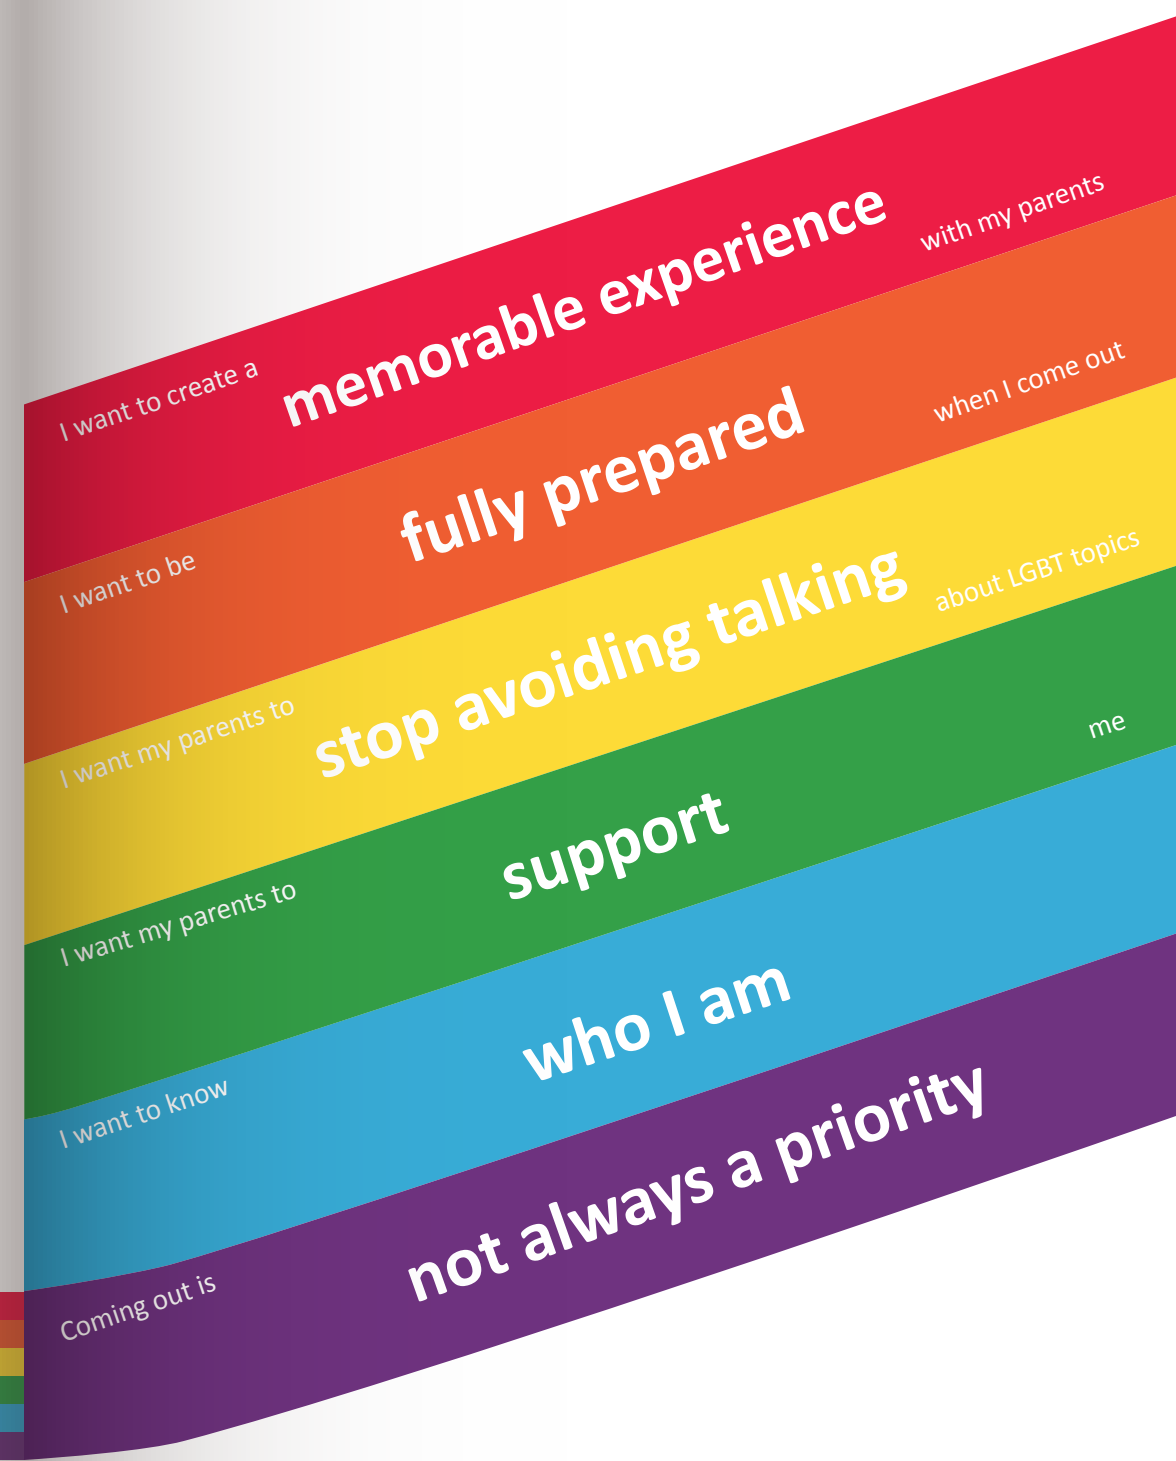 I want to create a memorable experience with my parents
I want to be fully prepared when I come out
I want my parents to stop avoiding talking about LGBT topics
I want my parents to support me
I want to know who I am
Coming out is not always a priority